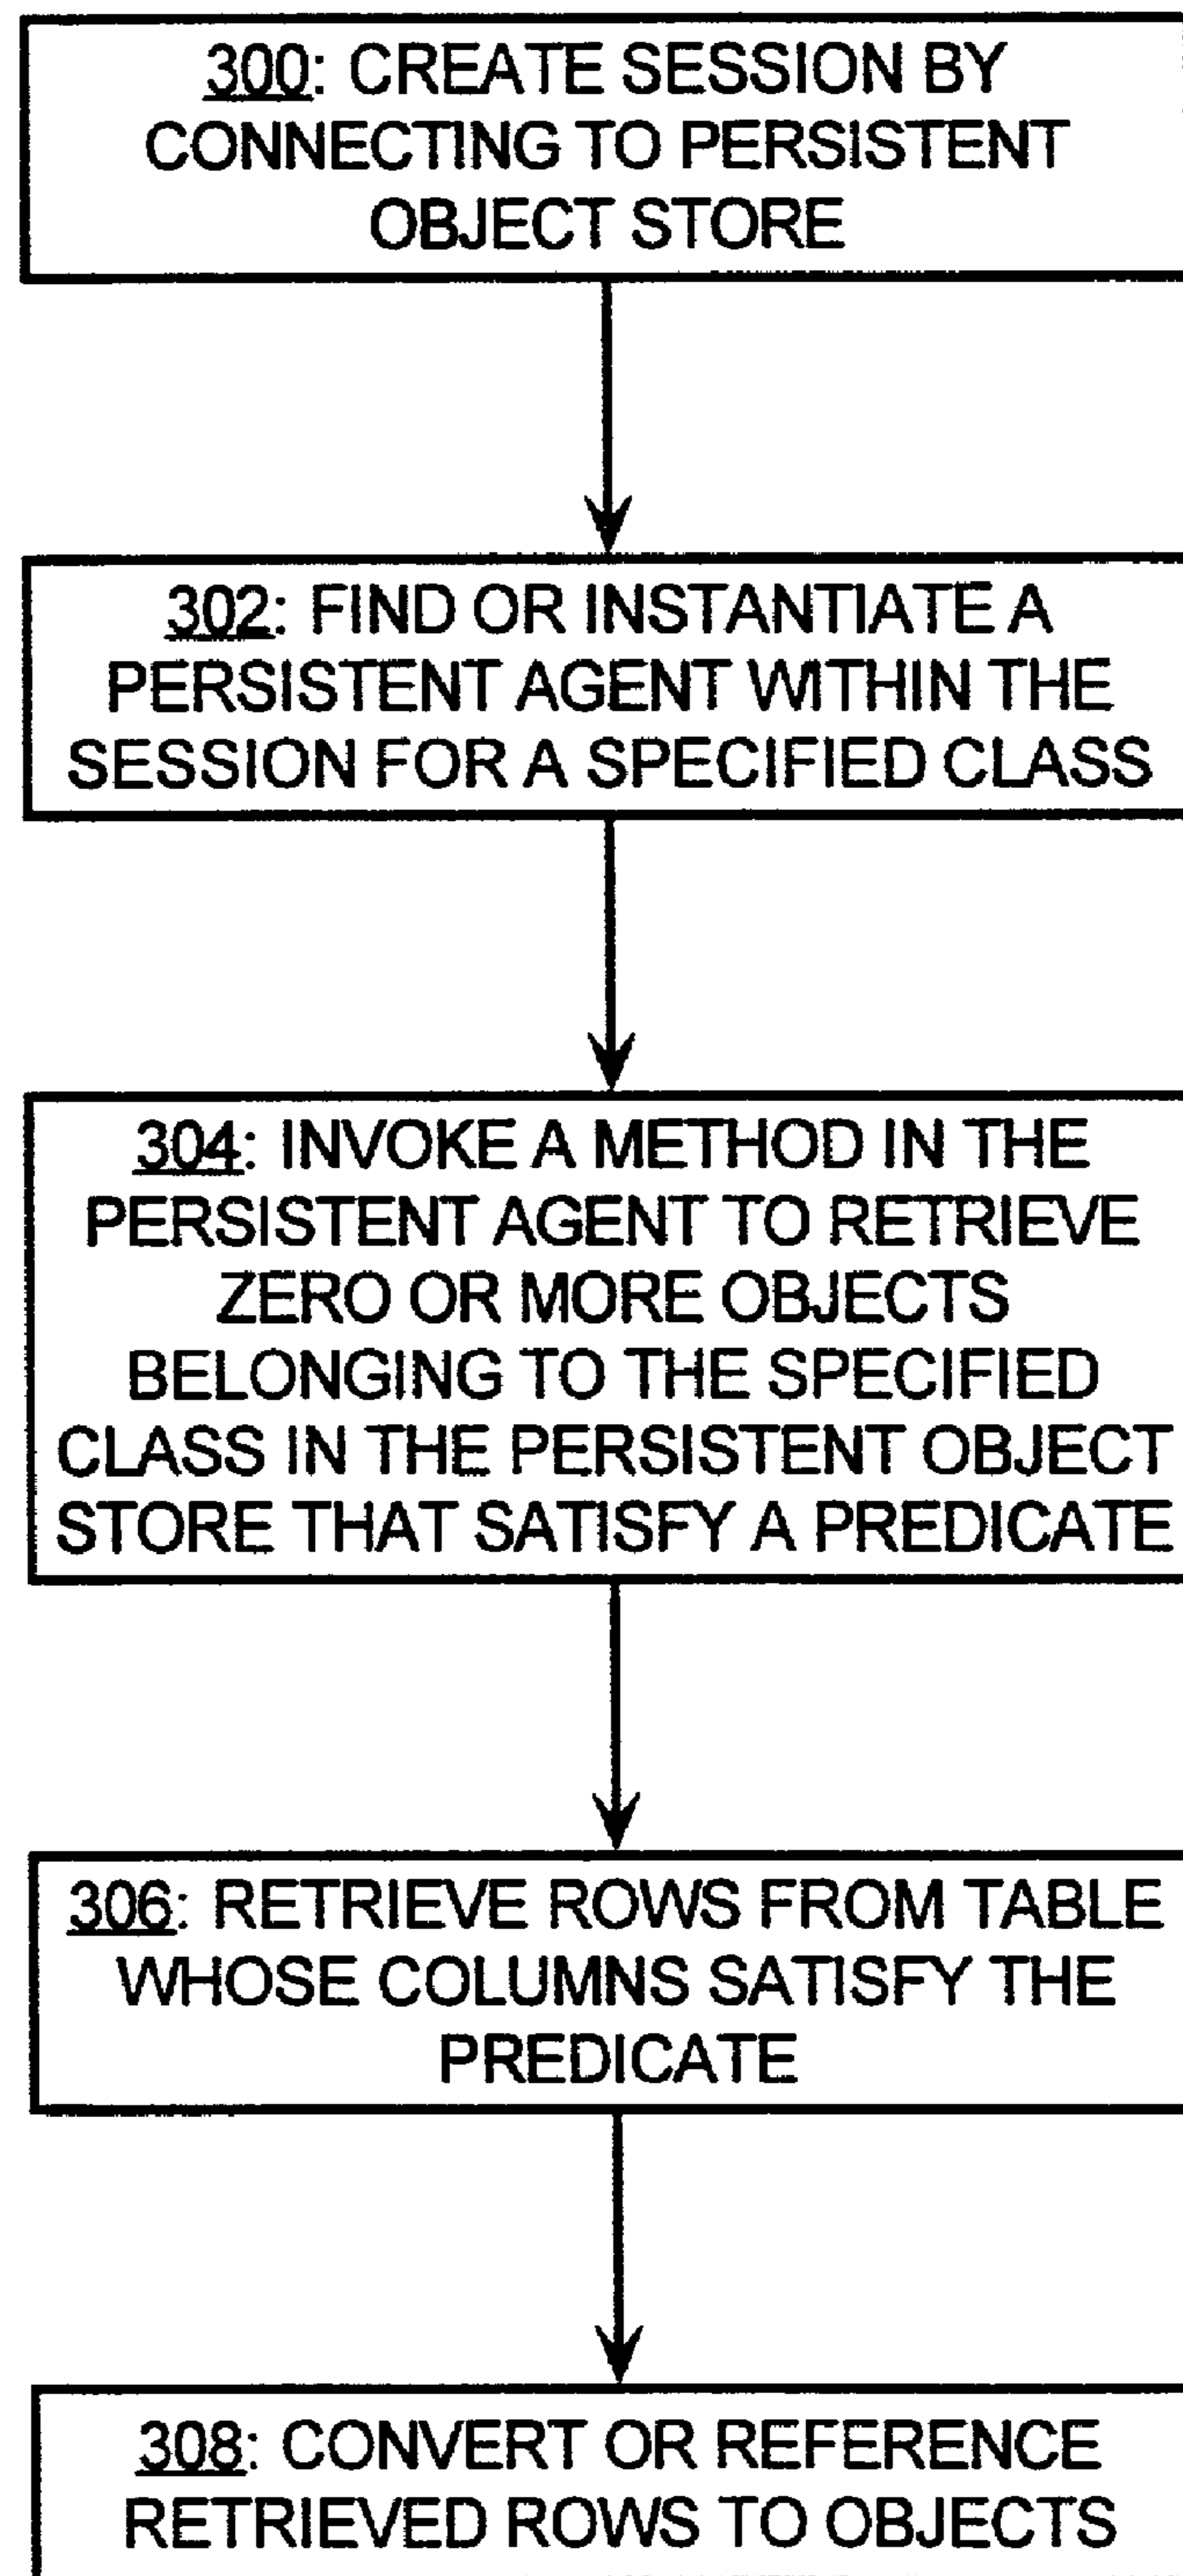 300: CREATE SESSION BY
CONNECTING TO PERSISTENT
OBJECT STORE
302: FIND OR INSTANTIATE A
PERSISTENT AGENT WITHIN THE
SESSION FOR A SPECIFIED CLASS
304: INVOKE A METHOD IN THE
PERSISTENT AGENT TO RETRIEVE
ZERO OR MORE OBJECTS
BELONGING TO THE SPECIFIED
CLASS IN THE PERSISTENT OBJECT
STORE THAT SATISFY A PREDICATE
306: RETRIEVE ROWS FROM TABLE
WHOSE COLUMNS SATISFY THE
PREDICATE
308: CONVERT OR REFERENCE
RETRIEVED ROWS TO OBJECTS